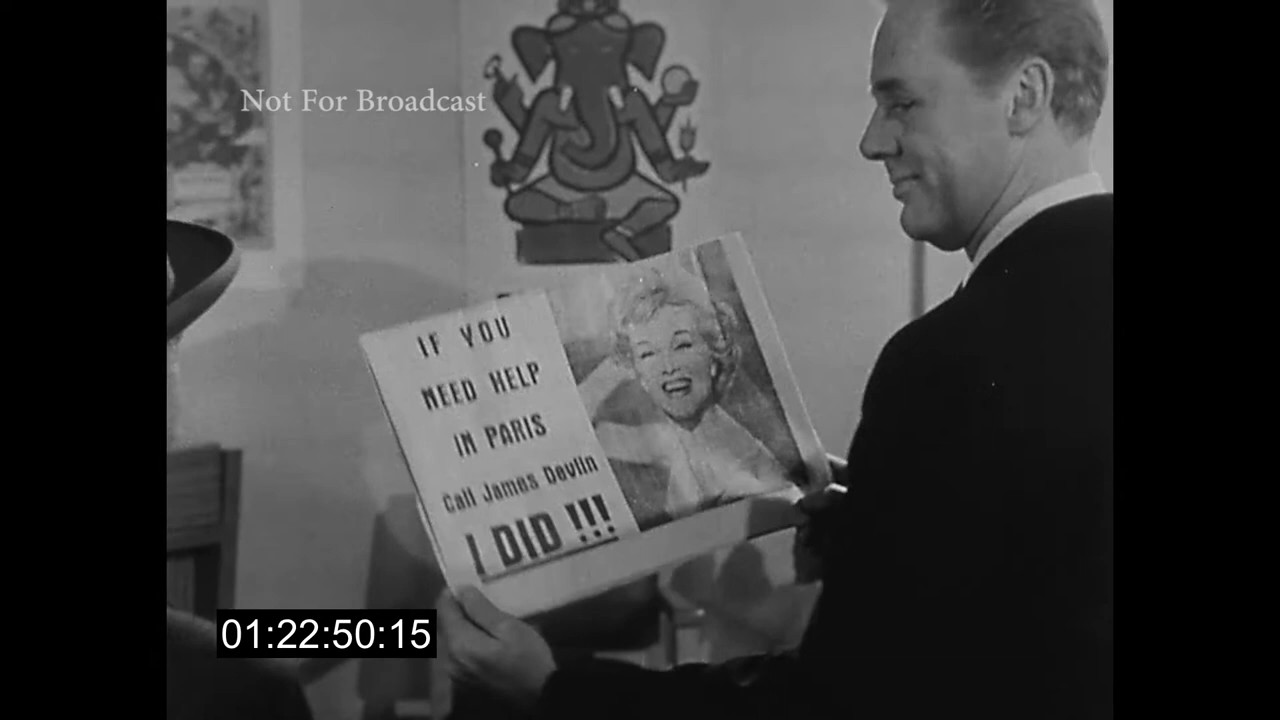 Not For Broadcast
IF YOU
NEED HELP
IN PARIS
Call James Devlin
I DID !!!
01:22:50:15